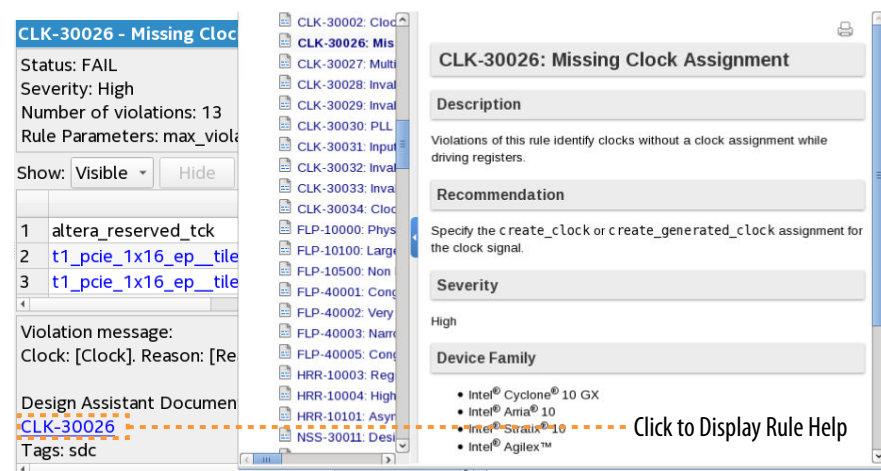 CLK-30026 - Missing Cloc
Status: FAIL
Severity: High
Number of violations: 13
Rule Parameters: max_viola
Show: Visible Hide
1 altera_reserved_tck
2 t1_pcie_1x16_ep__tile
3 t1_pcie_1x16_ep__tile
Violation message:
Clock: [Clock]. Reason: [Re
Design Assistant Documen
CLK-30026
Tags: sdc
CLK-30002: Cloc
CLK-30026: Mis
CLK-30027: Multi
CLK-30028: Inval
CLK-30029: Inval
CLK-30030: PLL
CLK-30031: Input
CLK-30032: Inval
CLK-30033: Inva
CLK-30034: Cloc
FLP-10000: Phys
FLP-10100: Large
FLP-10500: Non
FLP-40001: Cong
FLP-40002: Very
FLP-40003: Narro
FLP-40005: Cong
HRR-10003: Reg
HRR-10004: High
HRR-10101: Asyn
NSS-30011: Desi
CLK-30026: Missing Clock Assignment
Description
Violations of this rule identify clocks without a clock assignment while
driving registers.
Recommendation
Specify the create_clock or create_generated_clock assignment for
the clock signal.
Severity
High
Device Family
• Intel® Cyclone® 10 GX
• Intel® Arria® 10
• Intel® Stratix® 10
• Intel® Agilex™
Click to Display Rule Help